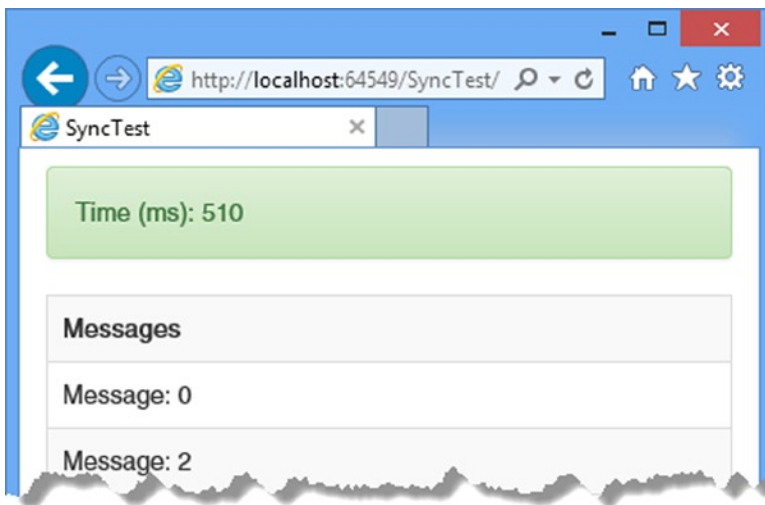 http://localhost:64549/SyncTest/
SyncTest
Time (ms): 510
Messages
Message: 0
Message: 2